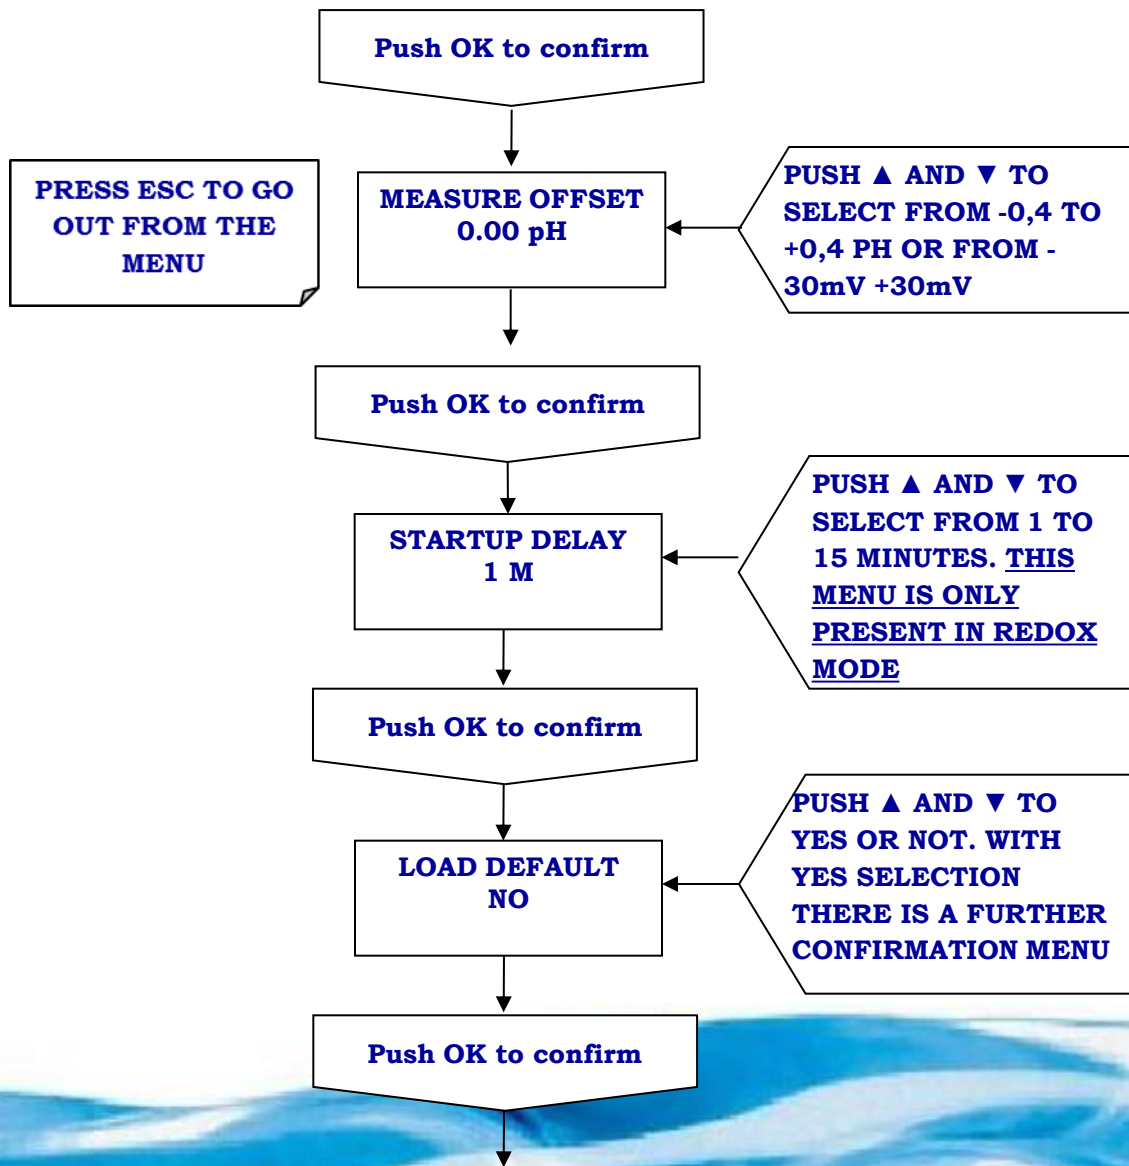 Push OK to confirm
PRESS ESC TO GO
OUT FROM THE
MENU
MEASURE OFFSET
0.00 pH
PUSH ▲ AND ▼ TO
SELECT FROM -0,4 TO
+0,4 PH OR FROM -
30mV +30mV
Push OK to confirm
STARTUP DELAY
1 M
PUSH ▲ AND ▼ TO
SELECT FROM 1 TO
15 MINUTES. THIS
MENU IS ONLY
PRESENT IN REDOX
MODE
Push OK to confirm
LOAD DEFAULT
NO
PUSH ▲ AND ▼ TO
YES OR NOT. WITH
YES SELECTION
THERE IS A FURTHER
CONFIRMATION MENU
Push OK to confirm